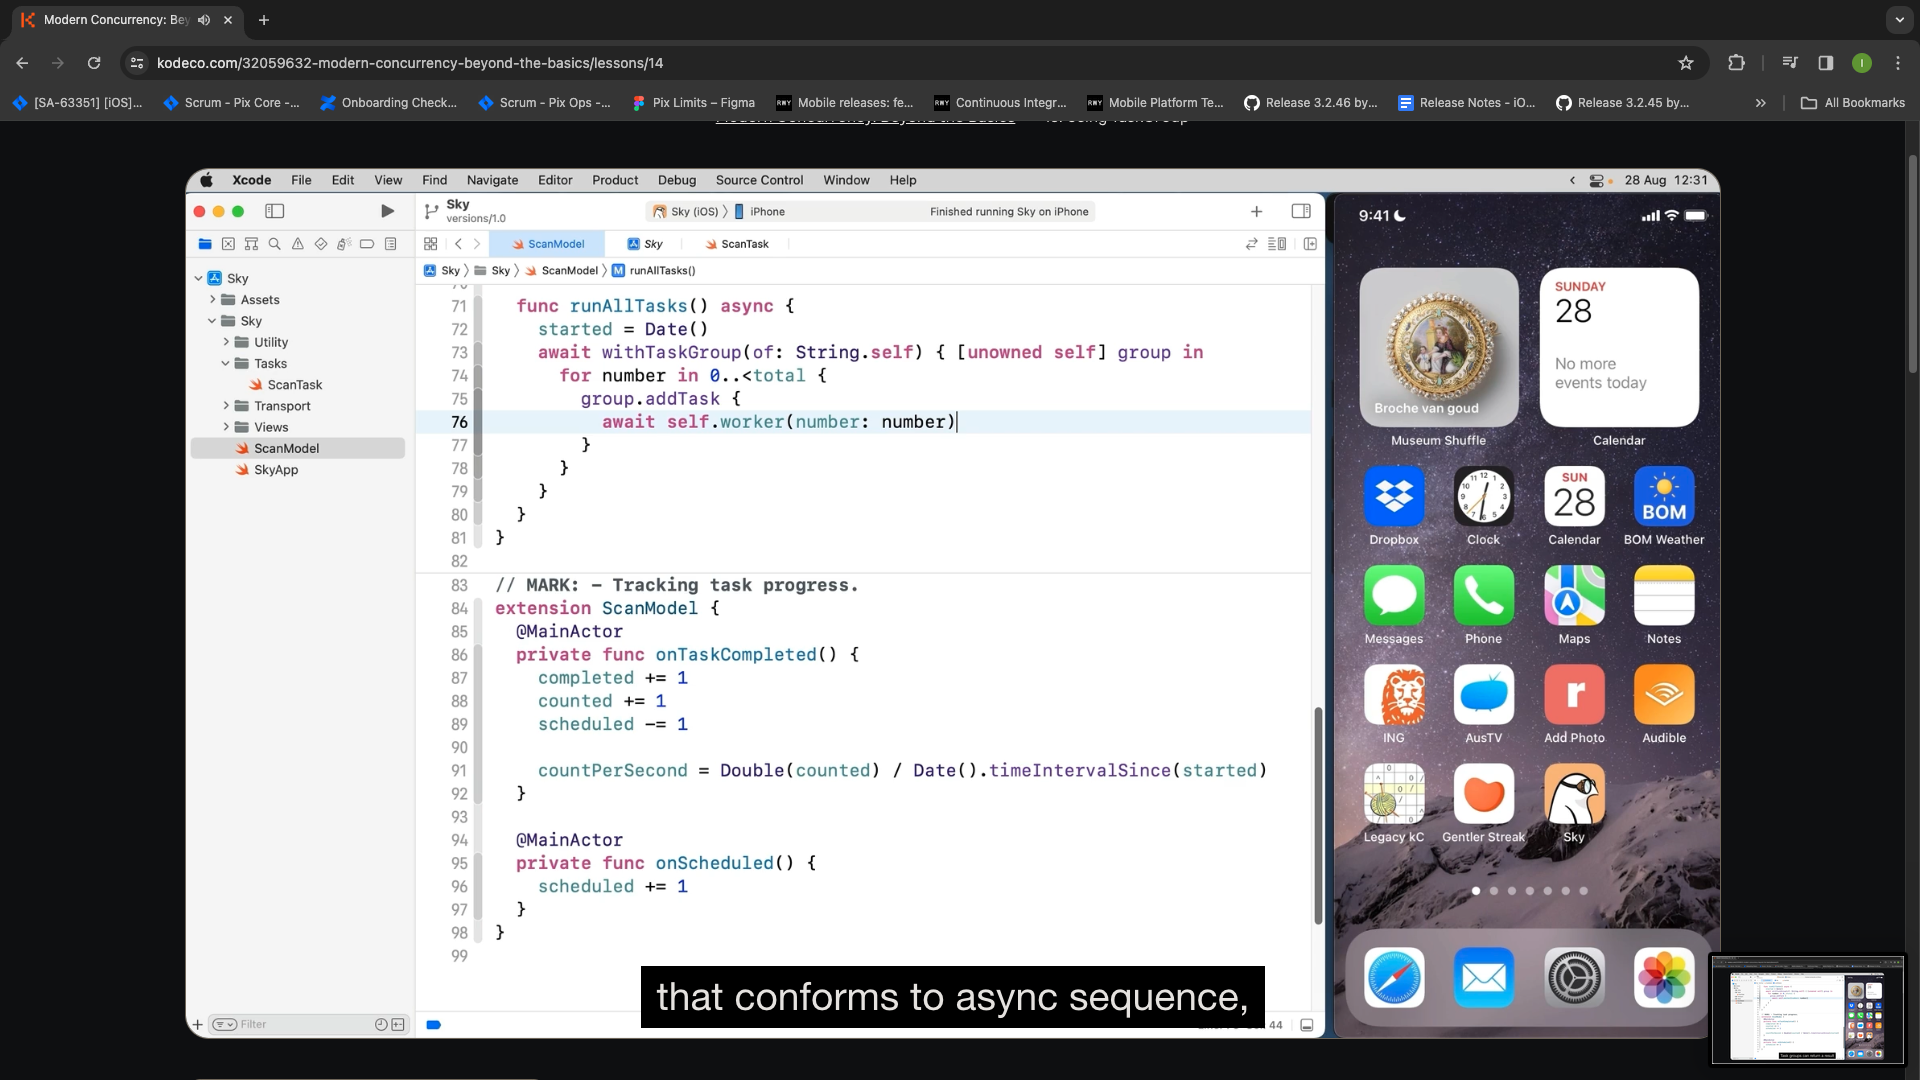 Modern Concurrency: Bey
kodeco.com/32059632-modern-concurrency-beyond-the-basics/lessons/14
I
[SA-63351] [iOS]...
Scrum - Pix Core -...
Onboarding Check...
Scrum - Pix Ops -...
Pix Limits – Figma
RWY
Mobile releases: fe...
RWY
Continuous Integr...
RWY
Mobile Platform Te...
Release 3.2.46 by...
Release Notes - iO...
Release 3.2.45 by...
All Bookmarks
Modern Concurrency: Beyond the Basics
Xcode File Edit View Find Navigate Editor Product Debug Source Control Window Help
28 Aug 12:31
Sky
versions/1.0
Sky (iOS) iPhone
Finished running Sky on iPhone
ScanModel
Sky
ScanTask
Sky Sky ScanModel M runAllTasks()
Sky
Assets
Sky
Utility
Tasks
ScanTask
Transport
Views
ScanModel
SkyApp
Filter
71 func runAllTasks() async {
72 started = Date()
73 await withTaskGroup(of: String.self) { [unowned self] group in
74 for number in 0..<total {
75 group.addTask {
76 await self.worker(number: number)
77 }
78 }
79 }
80 }
81 }
82
83 // MARK: - Tracking task progress.
84 extension ScanModel {
85 @MainActor
86 private func onTaskCompleted() {
87 completed += 1
88 counted += 1
89 scheduled -= 1
90
91 countPerSecond = Double(counted) / Date().timeIntervalSince(started)
92 }
93
94 @MainActor
95 private func onScheduled() {
96 scheduled += 1
97 }
98 }
99
that conforms to async sequence,
44
9:41
Broche van goud
Museum Shuffle
SUNDAY
28
No more
events today
Calendar
Dropbox
Clock
SUN
28
Calendar
BOM
BOM Weather
Messages
Phone
Maps
Notes
ING
AusTV
r
Add Photo
Audible
Legacy kC
Gentler Streak
Sky